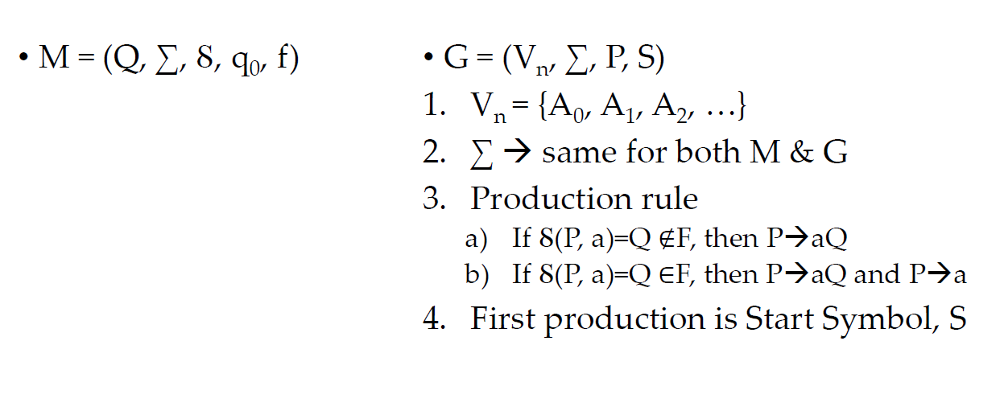 • M = (Q, ∑, δ, q₀, f)
• G = (Vₙ, ∑, P, S)
1. Vₙ = {A₀, A₁, A₂, …}
2. ∑ → same for both M & G
3. Production rule
a) If δ(P, a)=Q ∉F, then P→aQ
b) If δ(P, a)=Q ∈F, then P→aQ and P→a
4. First production is Start Symbol, S